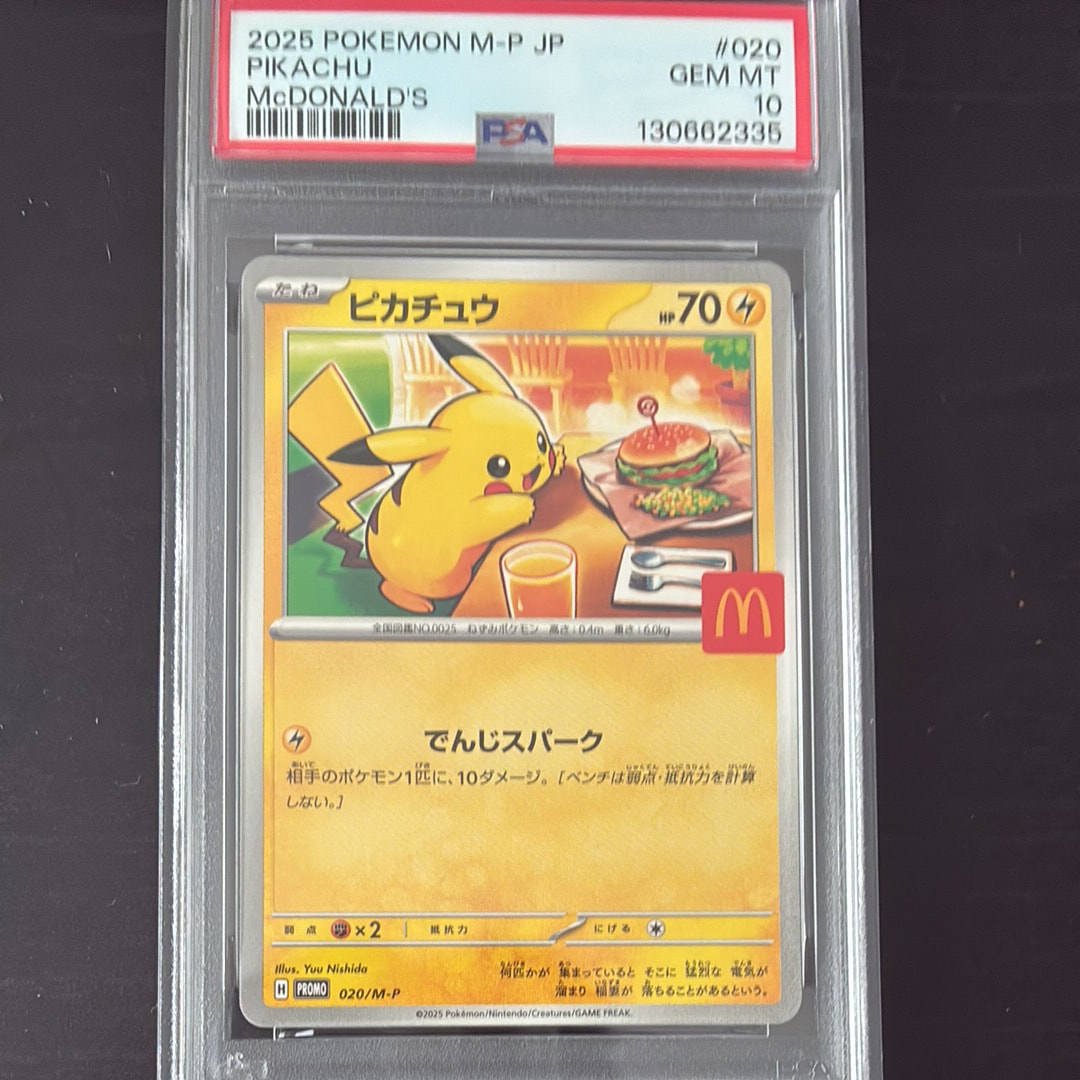 2025 POKEMON M-P JP #020
PIKACHU GEM MT
McDONALD'S 10
PSA 130662335
たね ピカチュウ HP70
M
全国図鑑NO.0025 ねずみポケモン 高さ:0.4m 重さ:6.0kg
でんじスパーク
相手のポケモン1匹に、10ダメージ。[ベンチは弱点・抵抗力を計算
しない。]
弱点 ×2 抵抗力 にげる
Illus. Yuu Nishida
何匹かが 集まっていると そこに 猛烈な 電気が
溜まり 稲妻が 落ちることがあるという。
H PROMO 020/M-P
©2025 Pokémon/Nintendo/Creatures/GAME FREAK.